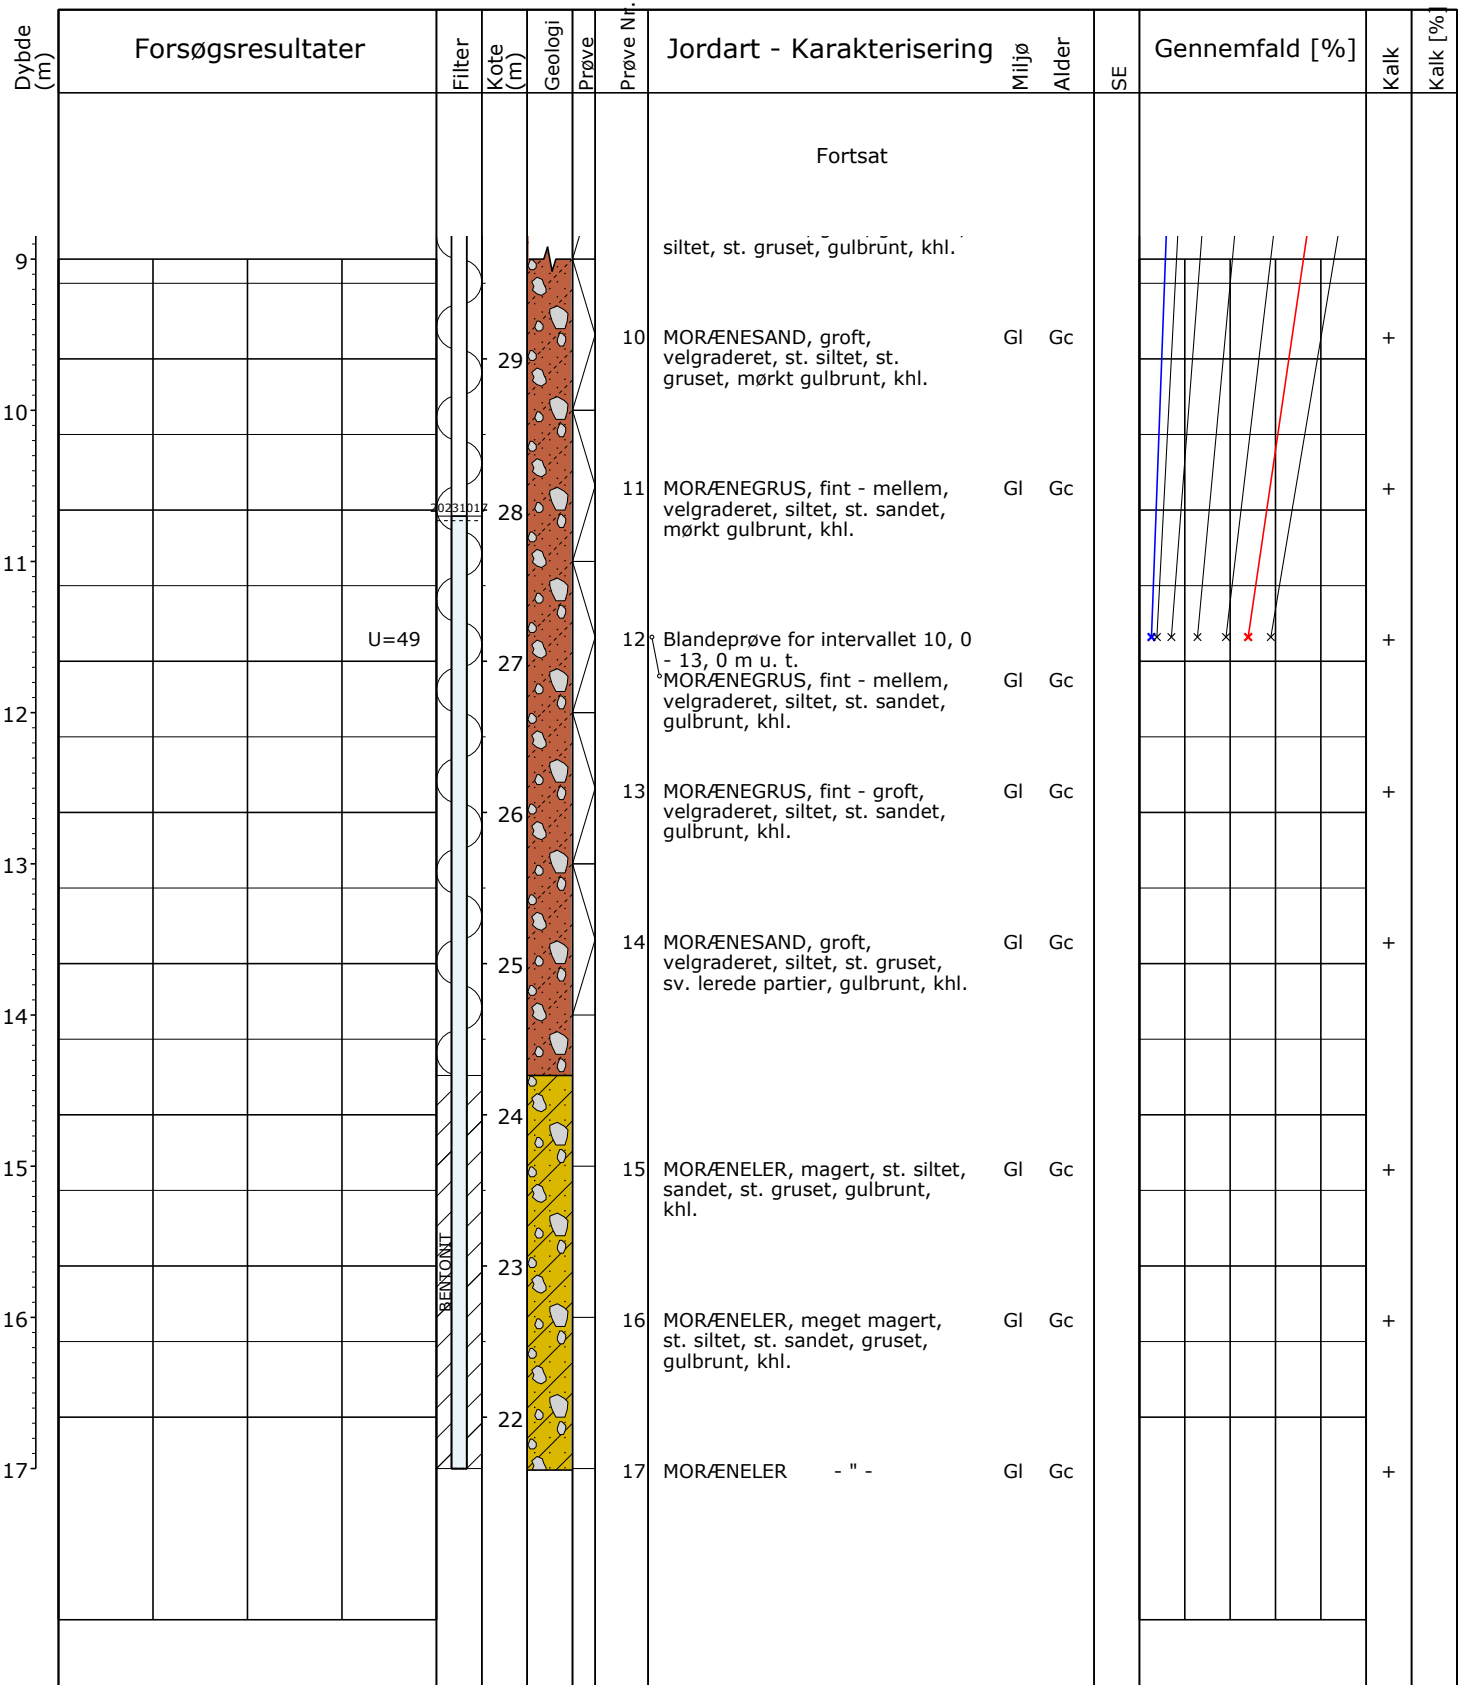 Dybde (m)
Forsøgsresultater
Filter
Kote (m)
Geologi
Prøve
Prøve Nr.
Jordart - Karakterisering
Miljø
Alder
SE
Gennemfald [%]
Kalk
Kalk [%]
Fortsat
siltet, st. gruset, gulbrunt, khl.
9
10 MORÆNESAND, groft, Gl Gc +
velgraderet, st. siltet, st.
gruset, mørkt gulbrunt, khl.
29
10
11 MORÆNEGRUS, fint - mellem, Gl Gc +
velgraderet, siltet, st. sandet,
mørkt gulbrunt, khl.
20231017
28
11
U=49
12 Blandeprøve for intervallet 10, 0 +
- 13, 0 m u. t.
27
MORÆNEGRUS, fint - mellem, Gl Gc
velgraderet, siltet, st. sandet,
gulbrunt, khl.
12
13 MORÆNEGRUS, fint - groft, Gl Gc +
velgraderet, siltet, st. sandet,
gulbrunt, khl.
26
13
14 MORÆNESAND, groft, Gl Gc +
velgraderet, siltet, st. gruset,
sv. lerede partier, gulbrunt, khl.
25
14
24
15
15 MORÆNELER, magert, st. siltet, Gl Gc +
sandet, st. gruset, gulbrunt,
khl.
BENTONIT
23
16
16 MORÆNELER, meget magert, Gl Gc +
st. siltet, st. sandet, gruset,
gulbrunt, khl.
22
17
17 MORÆNELER - " - Gl Gc +